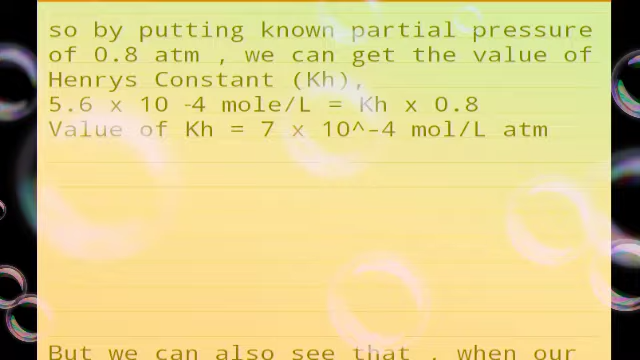 so by putting known partial pressure
of 0.8 atm , we can get the value of
Henrys Constant (Kh),
5.6 x 10 -4 mole/L = Kh x 0.8
Value of Kh = 7 x 10^-4 mol/L atm
But we can also see that , when our